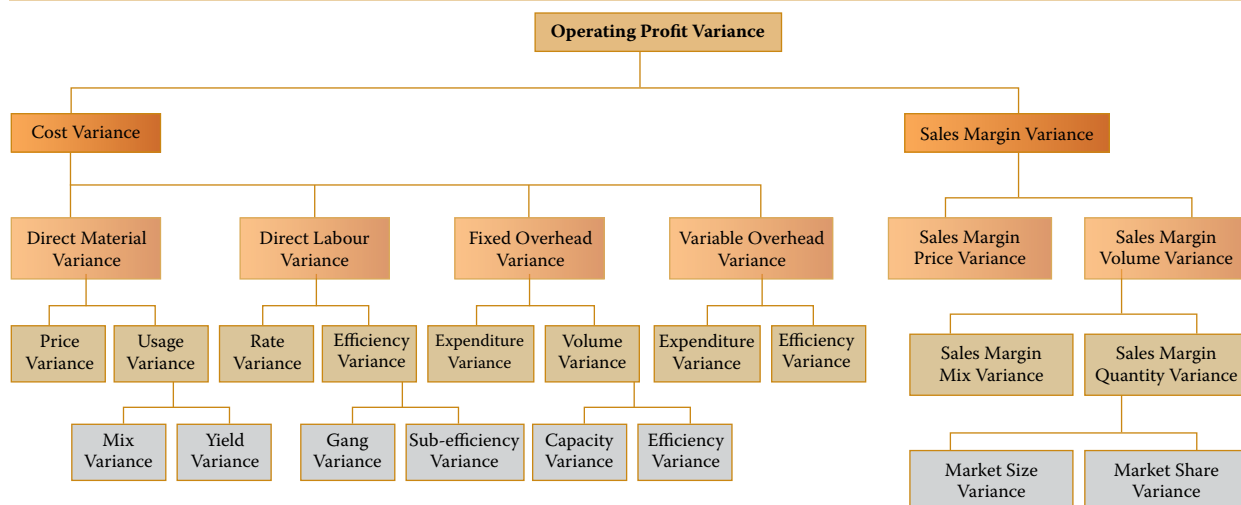 Operating Profit Variance
Cost Variance
Sales Margin Variance
Direct Material
Variance
Direct Labour
Variance
Fixed Overhead
Variance
Variable Overhead
Variance
Sales Margin
Price Variance
Sales Margin
Volume Variance
Price
Variance
Usage
Variance
Rate
Variance
Efficiency
Variance
Expenditure
Variance
Volume
Variance
Expenditure
Variance
Efficiency
Variance
Sales Margin
Mix Variance
Sales Margin
Quantity Variance
Mix
Variance
Yield
Variance
Gang
Variance
Sub-efficiency
Variance
Capacity
Variance
Efficiency
Variance
Market Size
Variance
Market Share
Variance